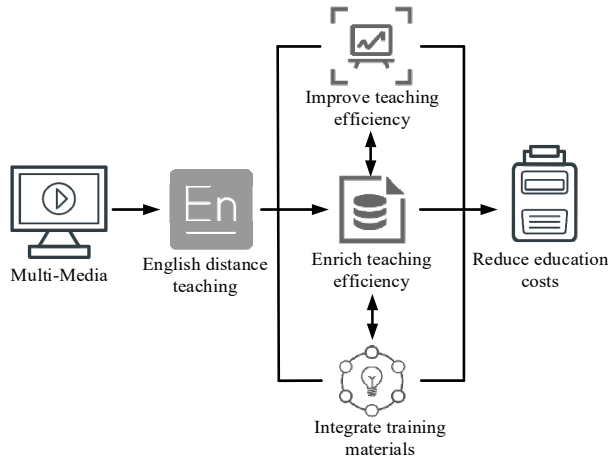 Improve teaching
efficiency
En
Multi-Media
English distance
teaching
Enrich teaching
efficiency
Reduce education
costs
Integrate training
materials